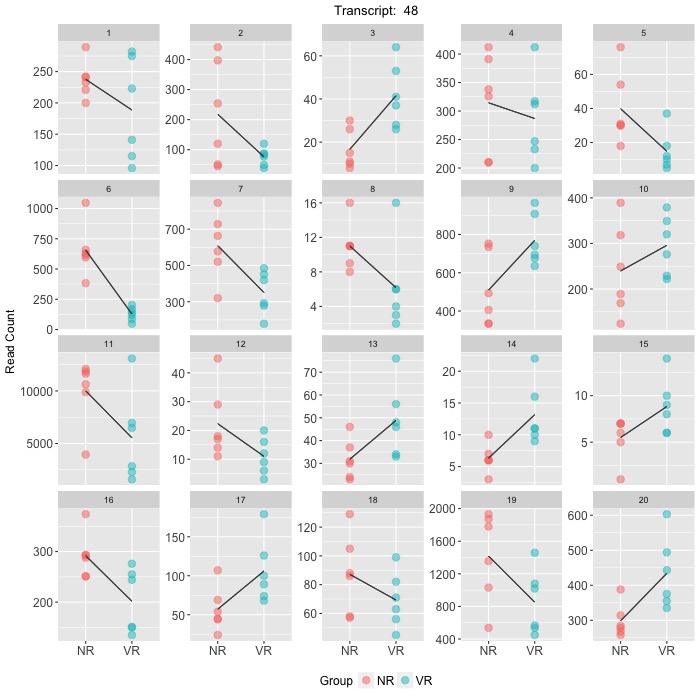 Transcript: 48
1 2 3 4 5
250 400 60 400 60
200 300 40 350 40
150 200 20 300 20
100 100 250
200
6 7 8 9 10
1000 700 16 800 400
750 500 12 600 300
500 300 8 400 200
250 4
0
Read Count
11 12 13 14 15
10000 40 70 20 10
5000 30 60 15 5
20 50 10
10 40 5
30
16 17 18 19 20
300 150 120 2000 600
200 100 100 1600 500
50 80 1200 400
60 800 300
400
NR VR NR VR NR VR NR VR NR VR
Group NR VR